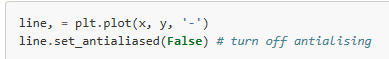 line, = plt.plot(x, y, '-')
line.set_antialiased(False) # turn off antialising